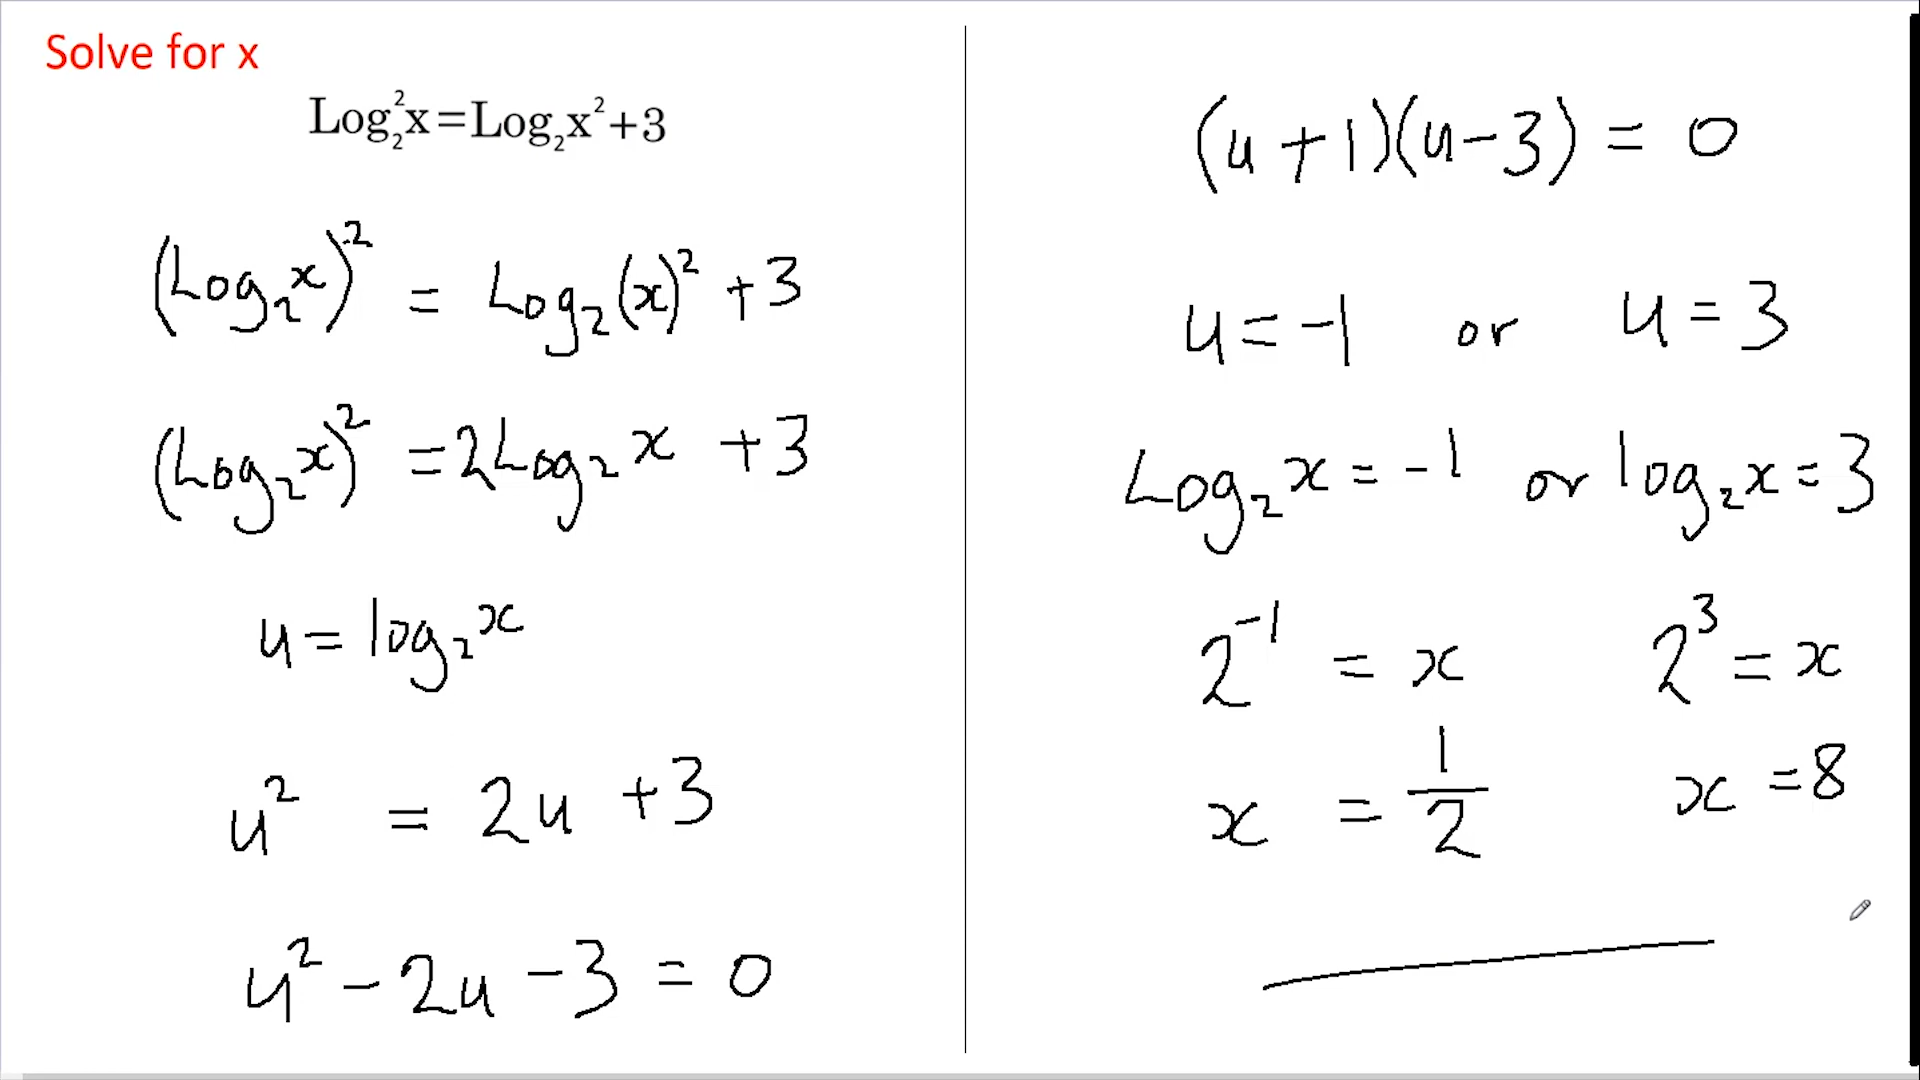 Solve for x
Log₂²x=Log₂x²+3
(Log₂x)² = Log₂(x)² +3
(Log₂x)² =2Log₂x +3
u = log₂x
u² = 2u +3
u² - 2u - 3 = 0
(u+1)(u-3) = 0
u = -1 or u = 3
Log₂x = -1 or log₂x = 3
2⁻¹ = x 2³ = x
x = 1/2 x = 8